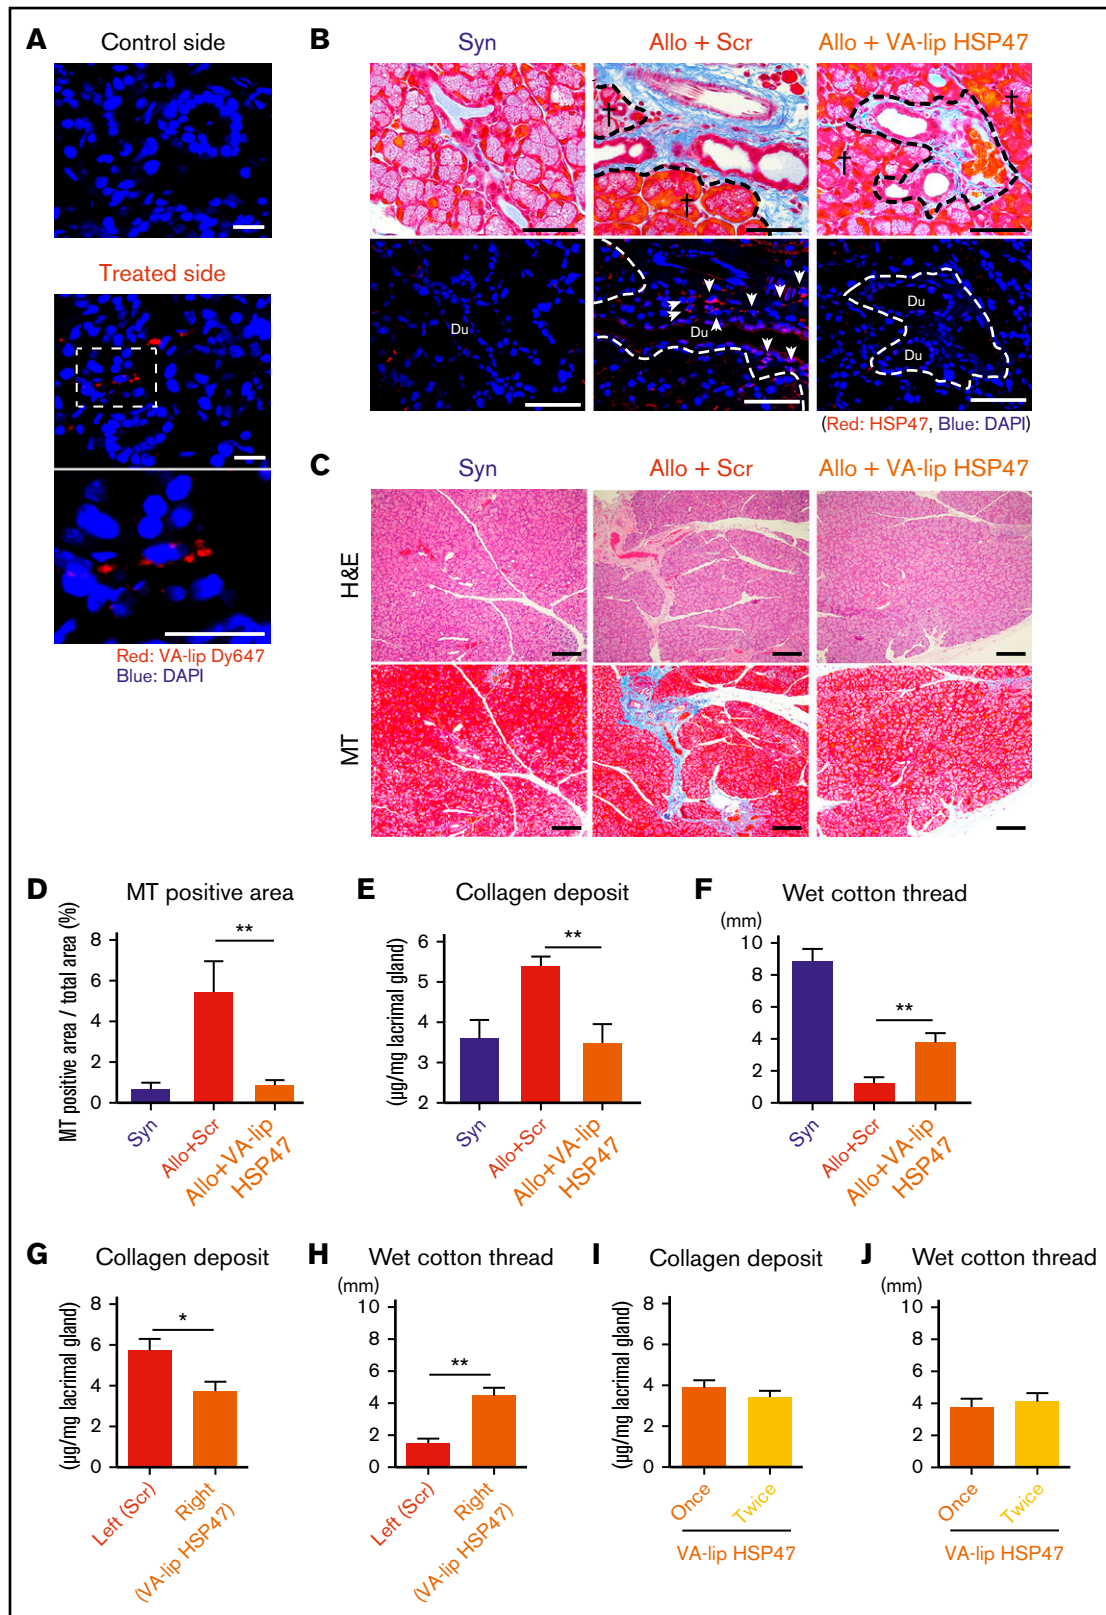 A
Control side
Treated side
Red: VA-lip Dy647
Blue: DAPI
B
Syn
Allo + Scr
Allo + VA-lip HSP47
†
†
†
†
Du
Du
Du
Du
(Red: HSP47, Blue: DAPI)
C
Syn
Allo + Scr
Allo + VA-lip HSP47
H&E
MT
D
MT positive area
MT positive area / total area (%)
8
6
4
2
0
**
Syn
Allo+Scr
Allo+VA-lip
HSP47
E
Collagen deposit
(µg/mg lacrimal gland)
6
5
4
3
2
**
Syn
Allo+Scr
Allo+VA-lip
HSP47
F
Wet cotton thread
(mm)
10
8
6
4
2
0
**
Syn
Allo+Scr
Allo+VA-lip
HSP47
G
Collagen deposit
(µg/mg lacrimal gland)
8
6
4
2
0
*
Left (Scr)
Right
(VA-lip HSP47)
H
Wet cotton thread
(mm)
10
8
6
4
2
0
**
Left (Scr)
Right
(VA-lip HSP47)
I
Collagen deposit
(µg/mg lacrimal gland)
8
6
4
2
0
Once
Twice
VA-lip HSP47
J
Wet cotton thread
(mm)
10
8
6
4
2
0
Once
Twice
VA-lip HSP47